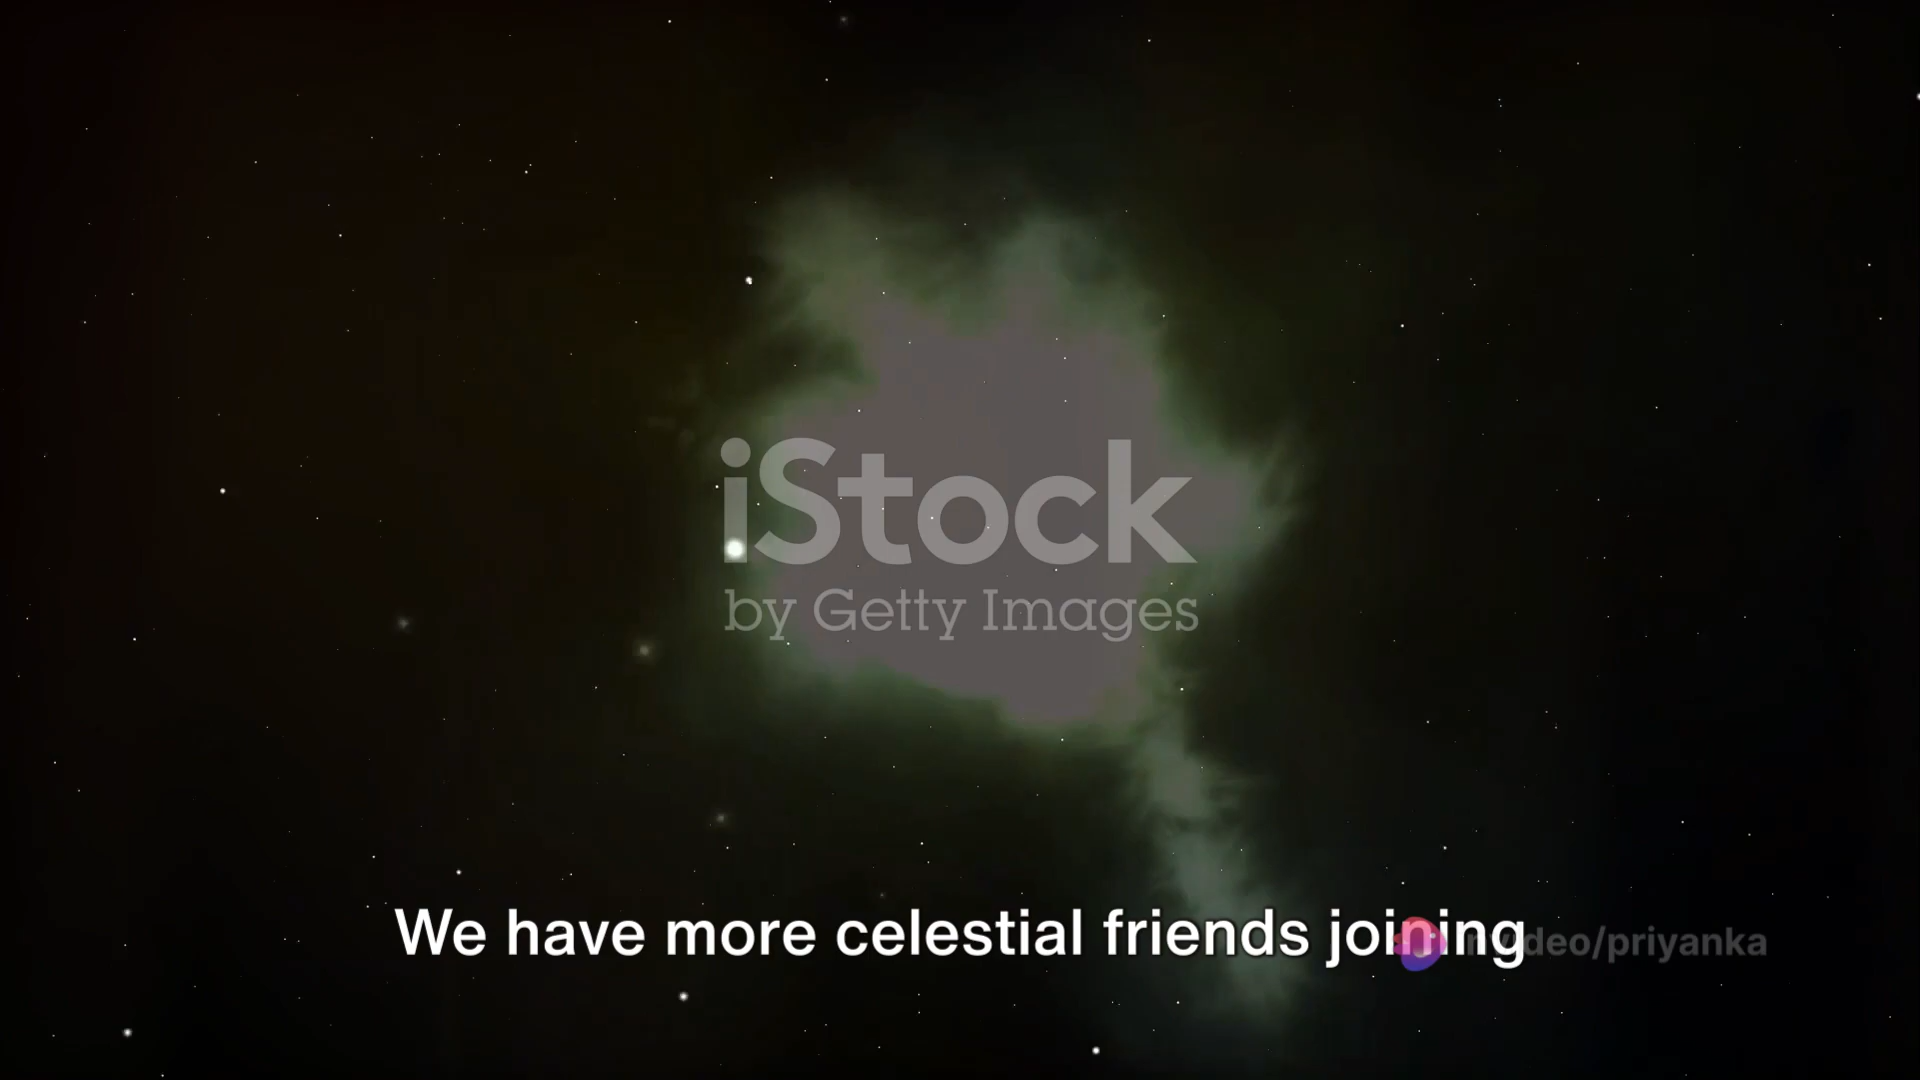 iStock
by Getty Images
We have more celestial friends joining
deo/priyanka